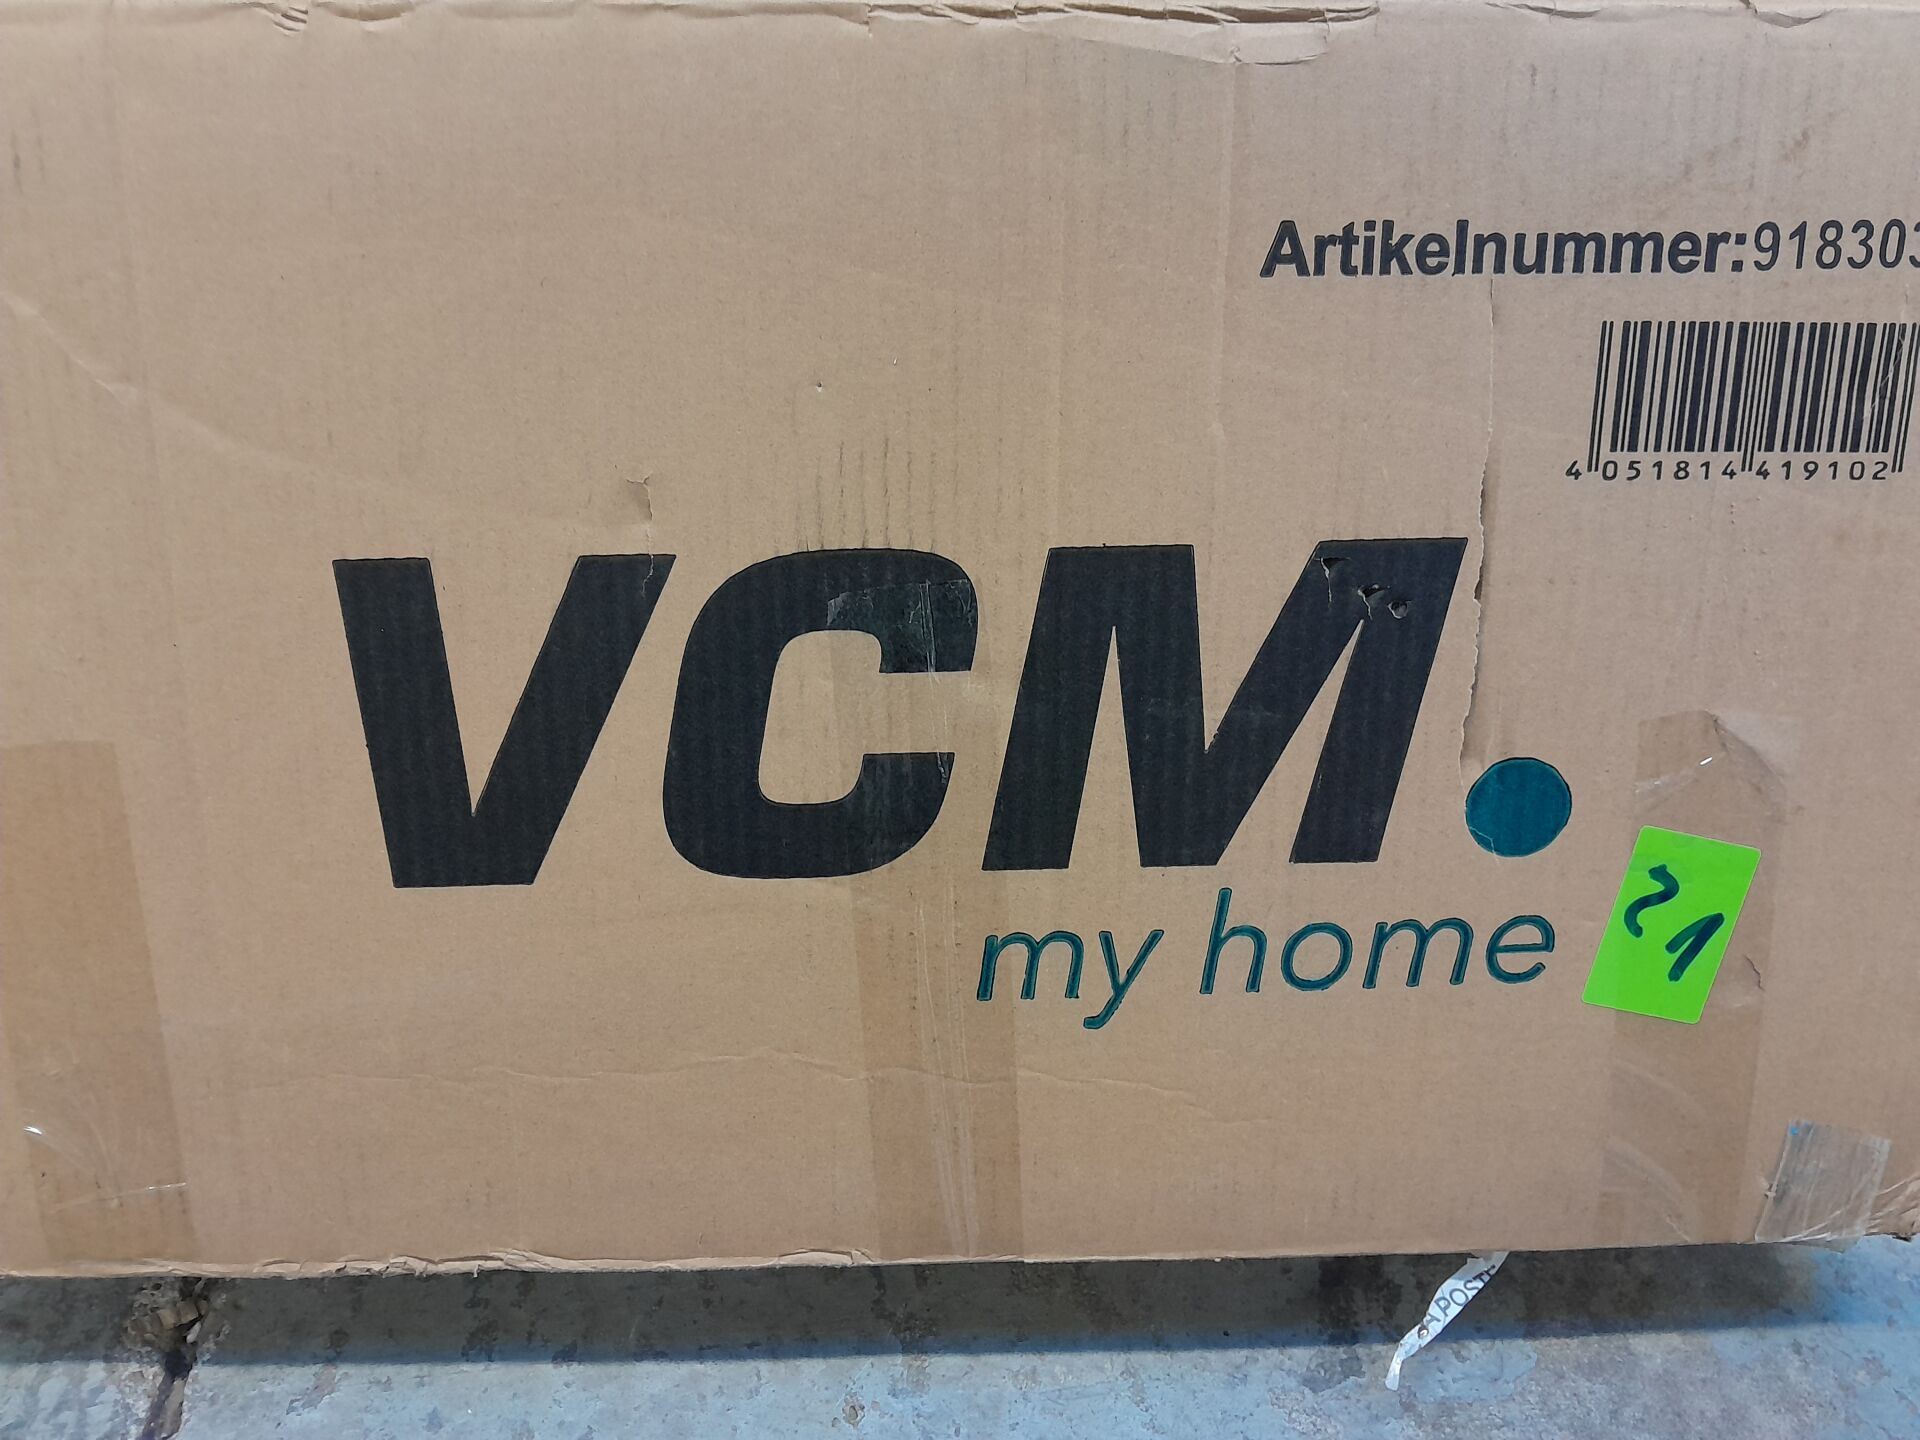 Artikelnummer:918303
4 051814 419102
VCM.
my home
21